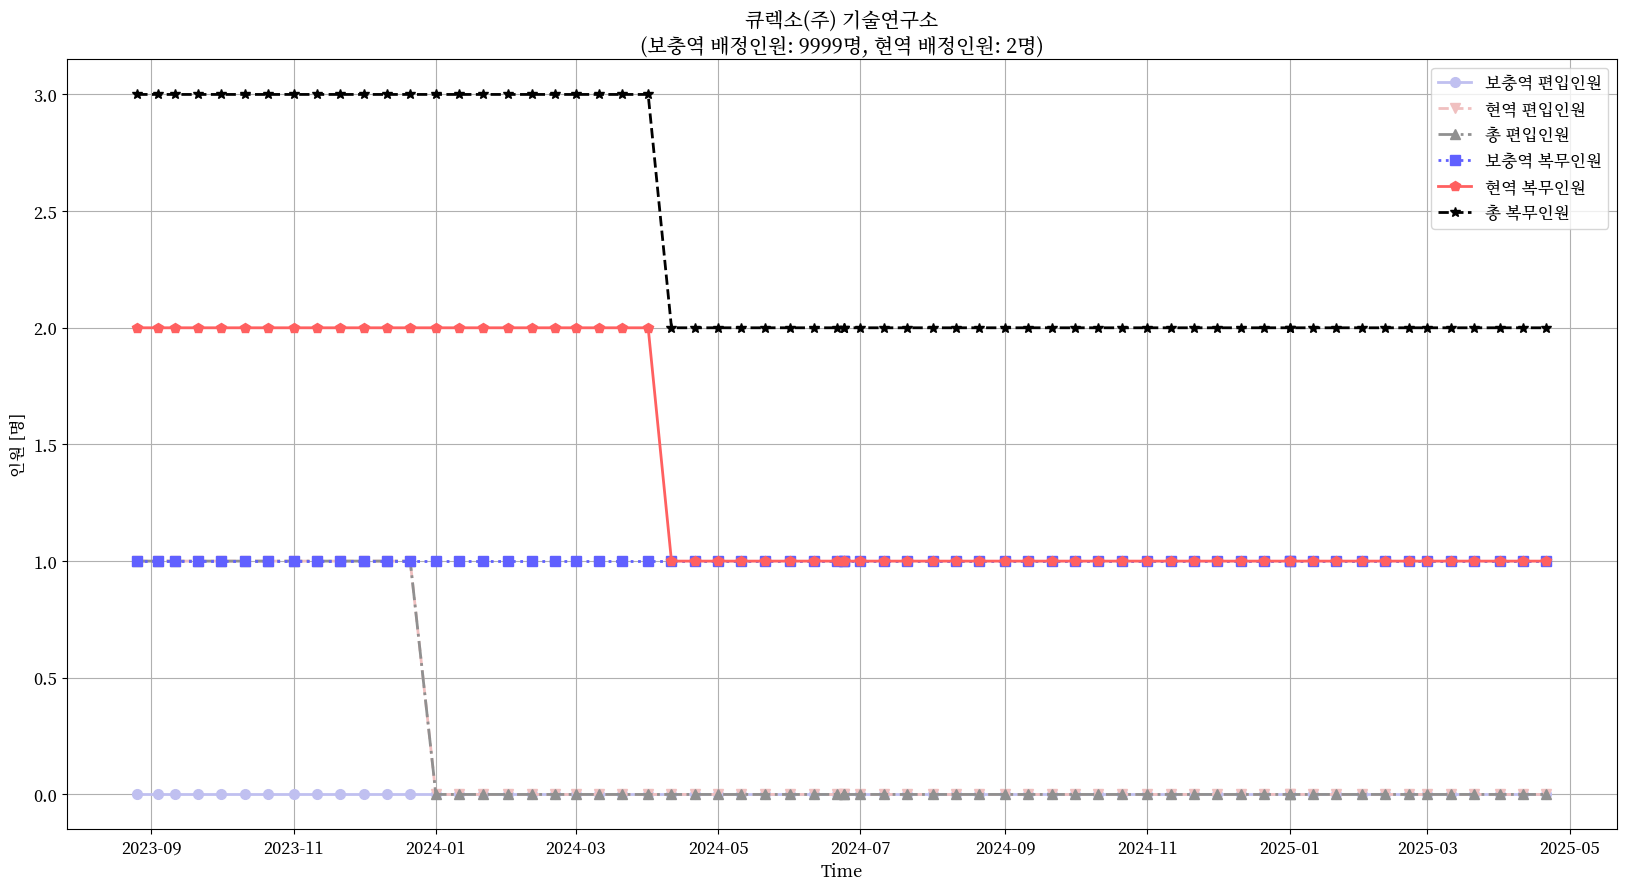 큐렉소(주) 기술연구소
(보충역 배정인원: 9999명, 현역 배정인원: 2명)
보충역 편입인원
현역 편입인원
총 편입인원
보충역 복무인원
현역 복무인원
총 복무인원
인원 [명]
3.0
2.5
2.0
1.5
1.0
0.5
0.0
2023-09
2023-11
2024-01
2024-03
2024-05
2024-07
2024-09
2024-11
2025-01
2025-03
2025-05
Time